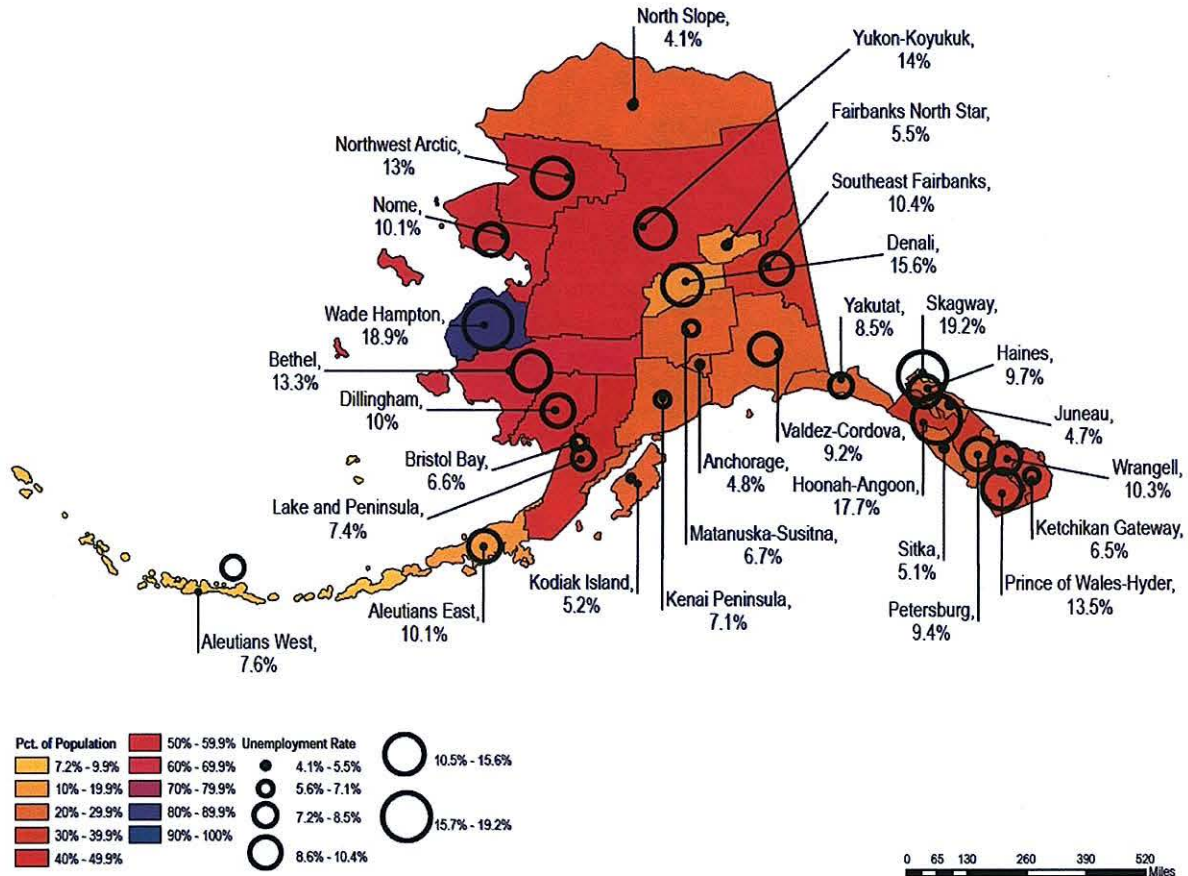 North Slope,
4.1%
Yukon-Koyukuk,
14%
Fairbanks North Star,
5.5%
Northwest Arctic,
13%
Southeast Fairbanks,
10.4%
Nome,
10.1%
Denali,
15.6%
Wade Hampton,
18.9%
Yakutat,
8.5%
Skagway,
19.2%
Haines,
9.7%
Bethel,
13.3%
Dillingham,
10%
Juneau,
4.7%
Bristol Bay,
6.6%
Valdez-Cordova,
9.2%
Anchorage,
4.8%
Hoonah-Angoon,
17.7%
Wrangell,
10.3%
Lake and Peninsula,
7.4%
Matanuska-Susitna,
6.7%
Ketchikan Gateway,
6.5%
Sitka,
5.1%
Kodiak Island,
5.2%
Kenai Peninsula,
7.1%
Prince of Wales-Hyder,
13.5%
Petersburg,
9.4%
Aleutians East,
10.1%
Aleutians West,
7.6%
Pct. of Population
7.2% - 9.9%
10% - 19.9%
20% - 29.9%
30% - 39.9%
40% - 49.9%
50% - 59.9%
60% - 69.9%
70% - 79.9%
80% - 89.9%
90% - 100%
Unemployment Rate
4.1% - 5.5%
5.6% - 7.1%
7.2% - 8.5%
8.6% - 10.4%
10.5% - 15.6%
15.7% - 19.2%
0 65 130 260 390 520
Miles